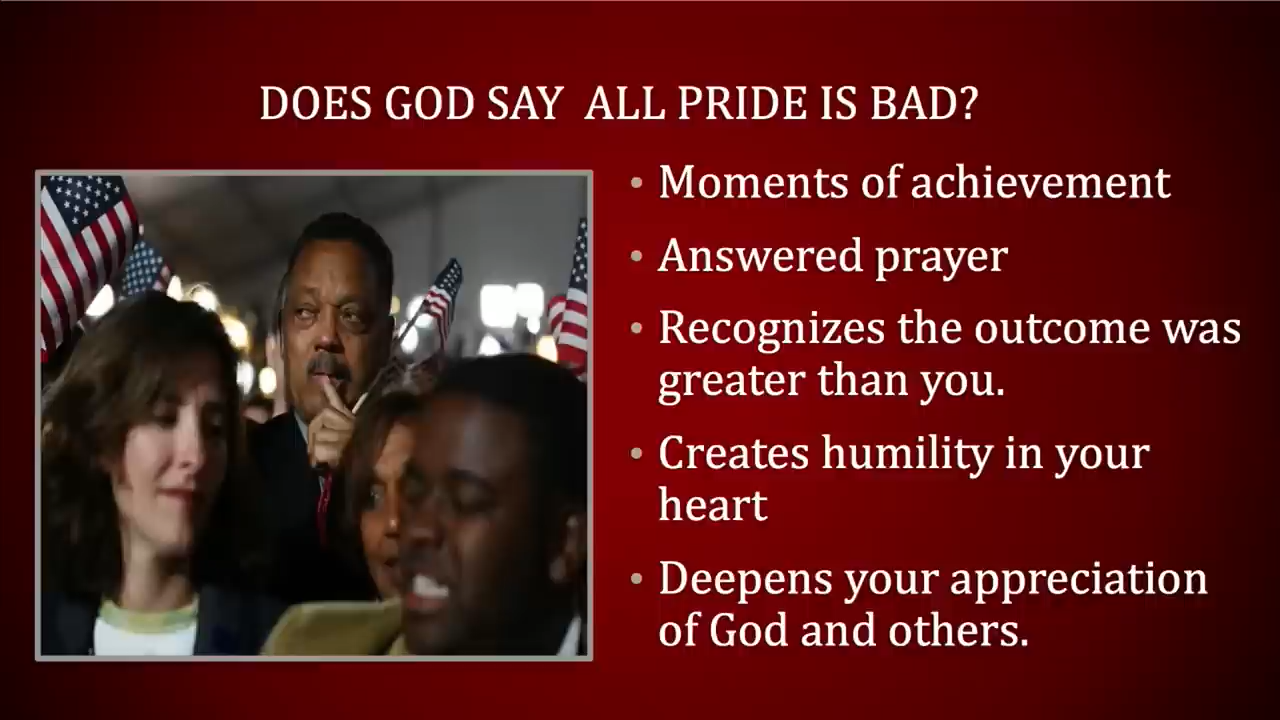 DOES GOD SAY  ALL PRIDE IS BAD?
• Moments of achievement
• Answered prayer
• Recognizes the outcome was
greater than you.
• Creates humility in your
heart
• Deepens your appreciation
of God and others.